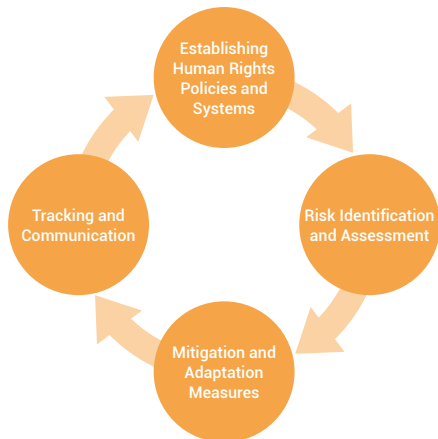 Establishing
Human Rights
Policies and
Systems
Risk Identification
and Assessment
Mitigation and
Adaptation
Measures
Tracking and
Communication